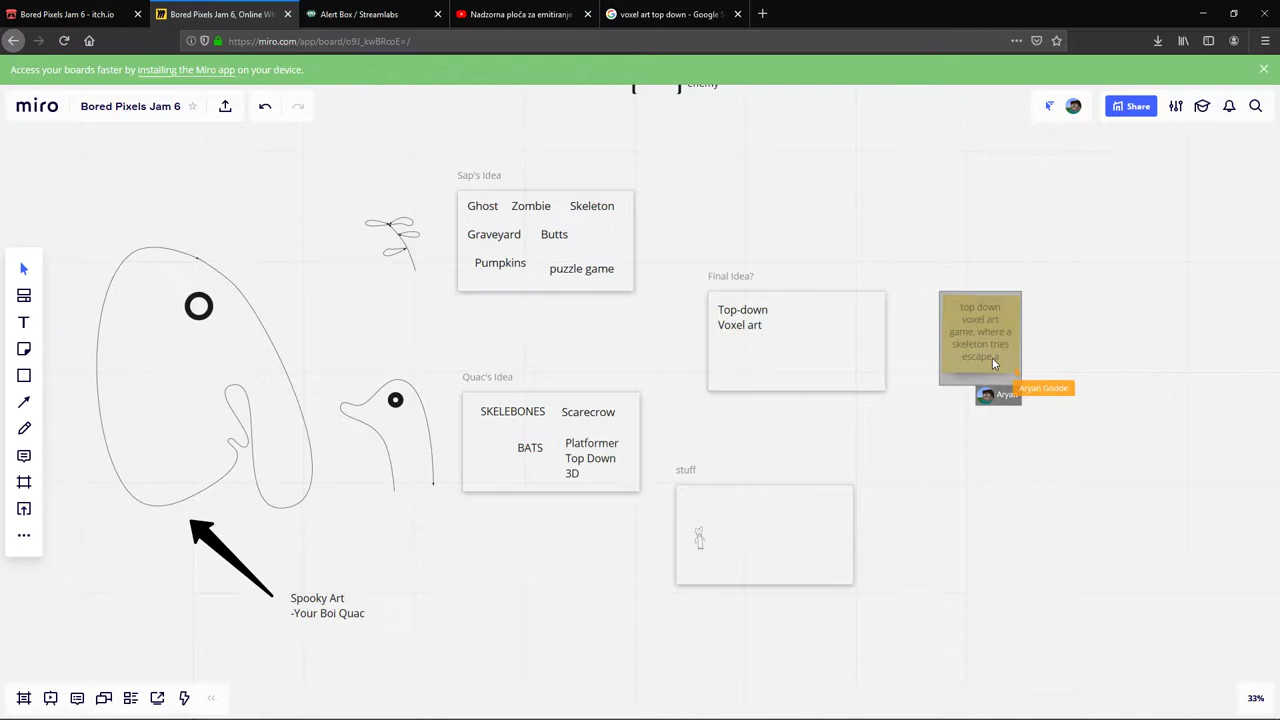 Bored Pixels Jam 6 - itch.io
Bored Pixels Jam 6, Online Wh
Alert Box / Streamlabs
Nadzorna ploča za emitiranje
voxel art top down - Google S
https://miro.com/app/board/o9J_kwBRcoE=/
Access your boards faster by installing the Miro app on your device.
miro
Bored Pixels Jam 6
Share
enemy
Sap's Idea
Ghost Zombie Skeleton
Graveyard Butts
Pumpkins puzzle game
Final Idea?
Top-down
Voxel art
top down
voxel art
game, where a
skeleton tries
escape a
Aryan Godde
Aryan
Quac's Idea
SKELEBONES Scarecrow
BATS
Platformer
Top Down
3D
stuff
Spooky Art
-Your Boi Quac
33%